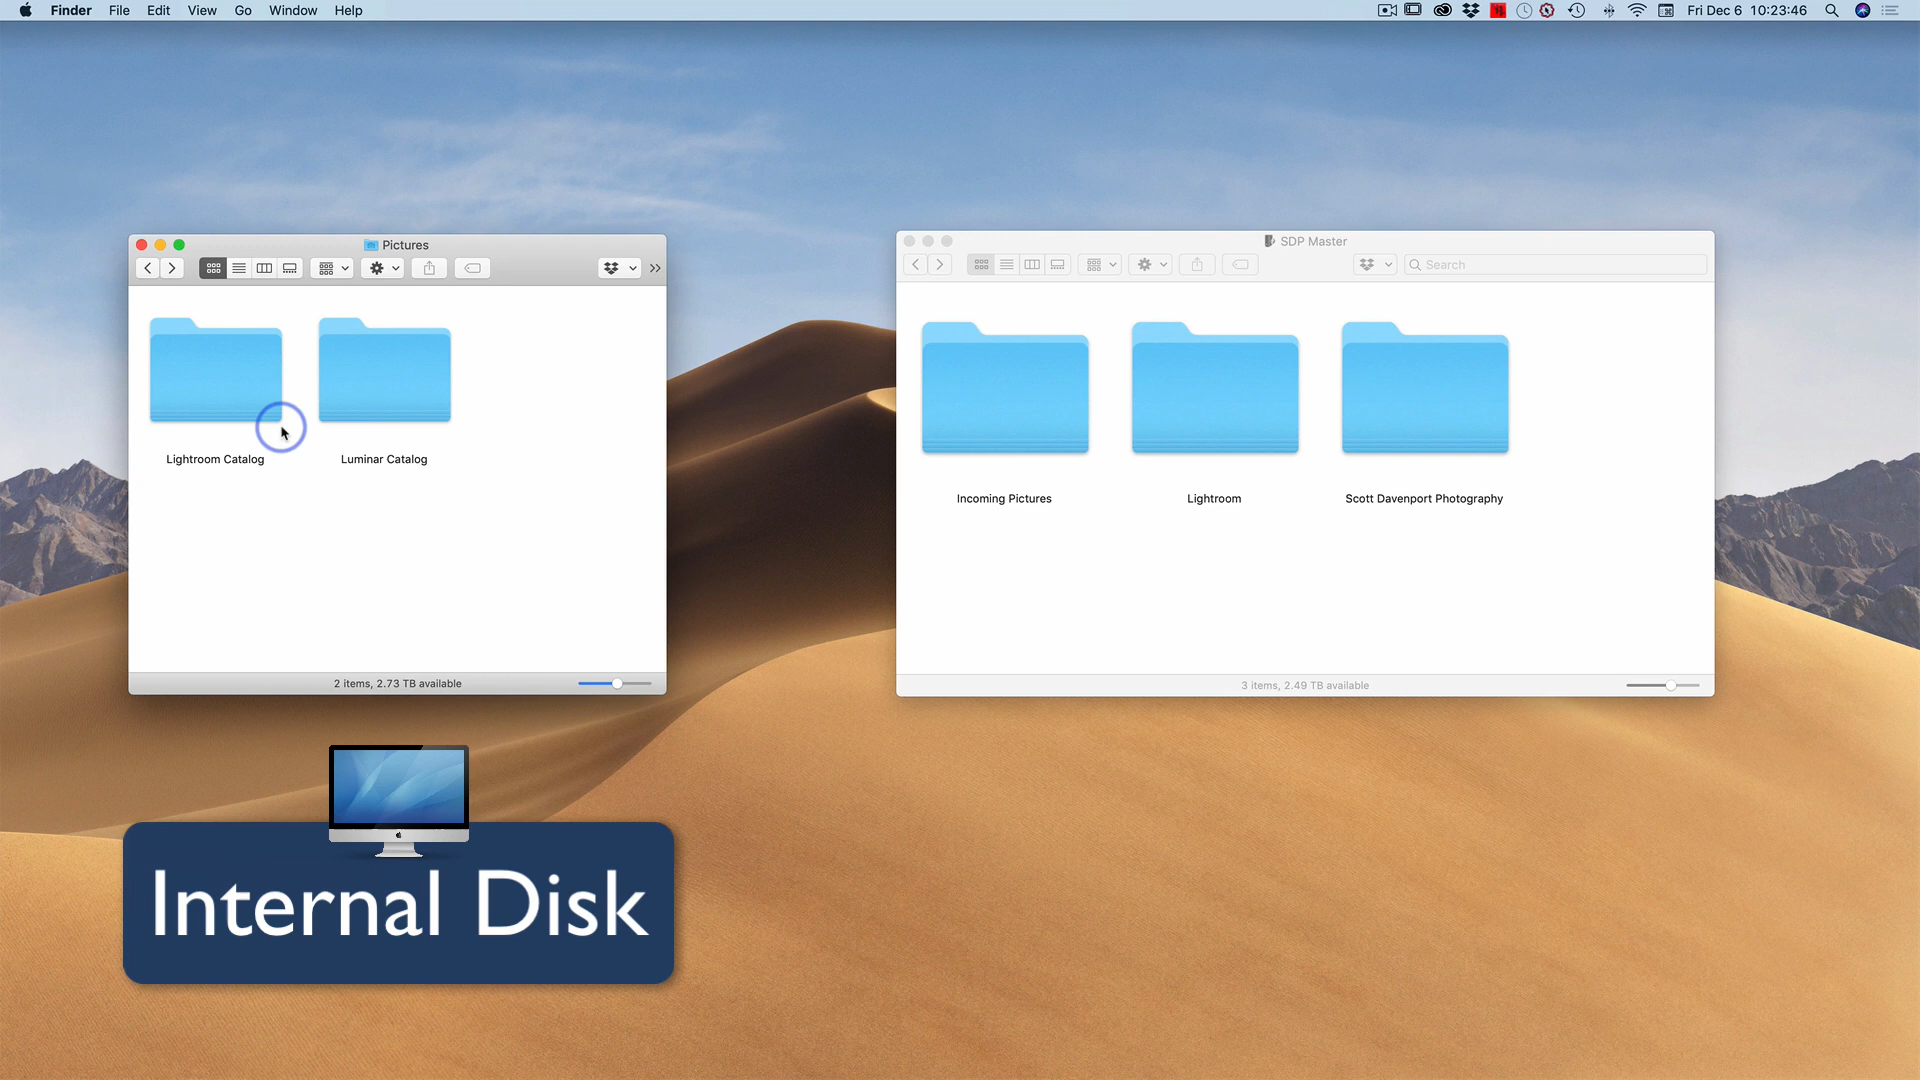 Finder File Edit View Go Window Help Fri Dec 6 10:23:46
Pictures
Lightroom Catalog Luminar Catalog
2 items, 2.73 TB available
SDP Master
Search
Incoming Pictures Lightroom Scott Davenport Photography
3 items, 2.49 TB available
Internal Disk